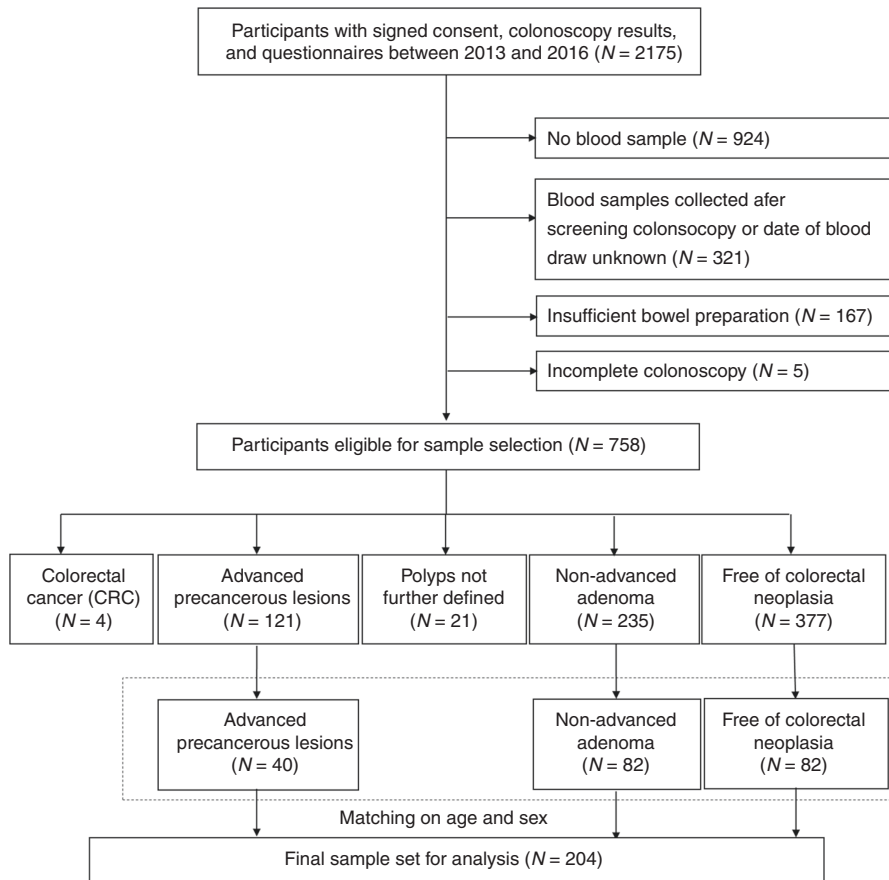 Participants with signed consent, colonoscopy results,
and questionnaires between 2013 and 2016 (N = 2175)
No blood sample (N = 924)
Blood samples collected afer
screening colonsocopy or date of blood
draw unknown (N = 321)
Insufficient bowel preparation (N = 167)
Incomplete colonoscopy (N = 5)
Participants eligible for sample selection (N = 758)
Colorectal
cancer (CRC)
(N = 4)
Advanced
precancerous lesions
(N = 121)
Polyps not
further defined
(N = 21)
Non-advanced
adenoma
(N = 235)
Free of colorectal
neoplasia
(N = 377)
Advanced
precancerous lesions
(N = 40)
Non-advanced
adenoma
(N = 82)
Free of colorectal
neoplasia
(N = 82)
Matching on age and sex
Final sample set for analysis (N = 204)